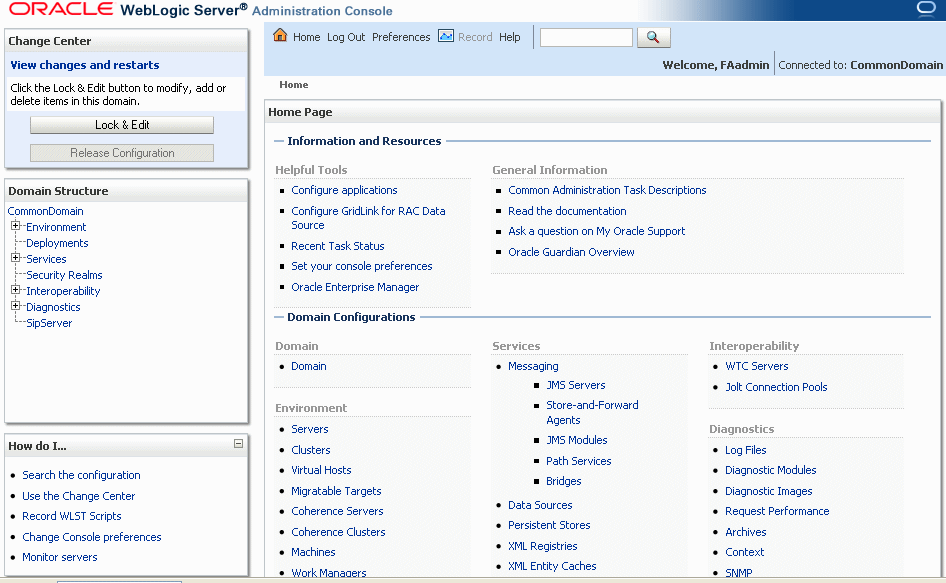 ORACLE WebLogic Server® Administration Console
Change Center
View changes and restarts
Click the Lock & Edit button to modify, add or
delete items in this domain.
Lock & Edit
Release Configuration
Domain Structure
CommonDomain
Environment
Deployments
Services
Security Realms
Interoperability
Diagnostics
SipServer
How do I...
Search the configuration
Use the Change Center
Record WLST Scripts
Change Console preferences
Monitor servers
Home Log Out Preferences Record Help
Welcome, FAadmin Connected to: CommonDomain
Home
Home Page
Information and Resources
Helpful Tools
Configure applications
Configure GridLink for RAC Data
Source
Recent Task Status
Set your console preferences
Oracle Enterprise Manager
General Information
Common Administration Task Descriptions
Read the documentation
Ask a question on My Oracle Support
Oracle Guardian Overview
Domain Configurations
Domain
Domain
Environment
Servers
Clusters
Virtual Hosts
Migratable Targets
Coherence Servers
Coherence Clusters
Machines
Work Managers
Services
Messaging
JMS Servers
Store-and-Forward
Agents
JMS Modules
Path Services
Bridges
Data Sources
Persistent Stores
XML Registries
XML Entity Caches
Interoperability
WTC Servers
Jolt Connection Pools
Diagnostics
Log Files
Diagnostic Modules
Diagnostic Images
Request Performance
Archives
Context
SNMP